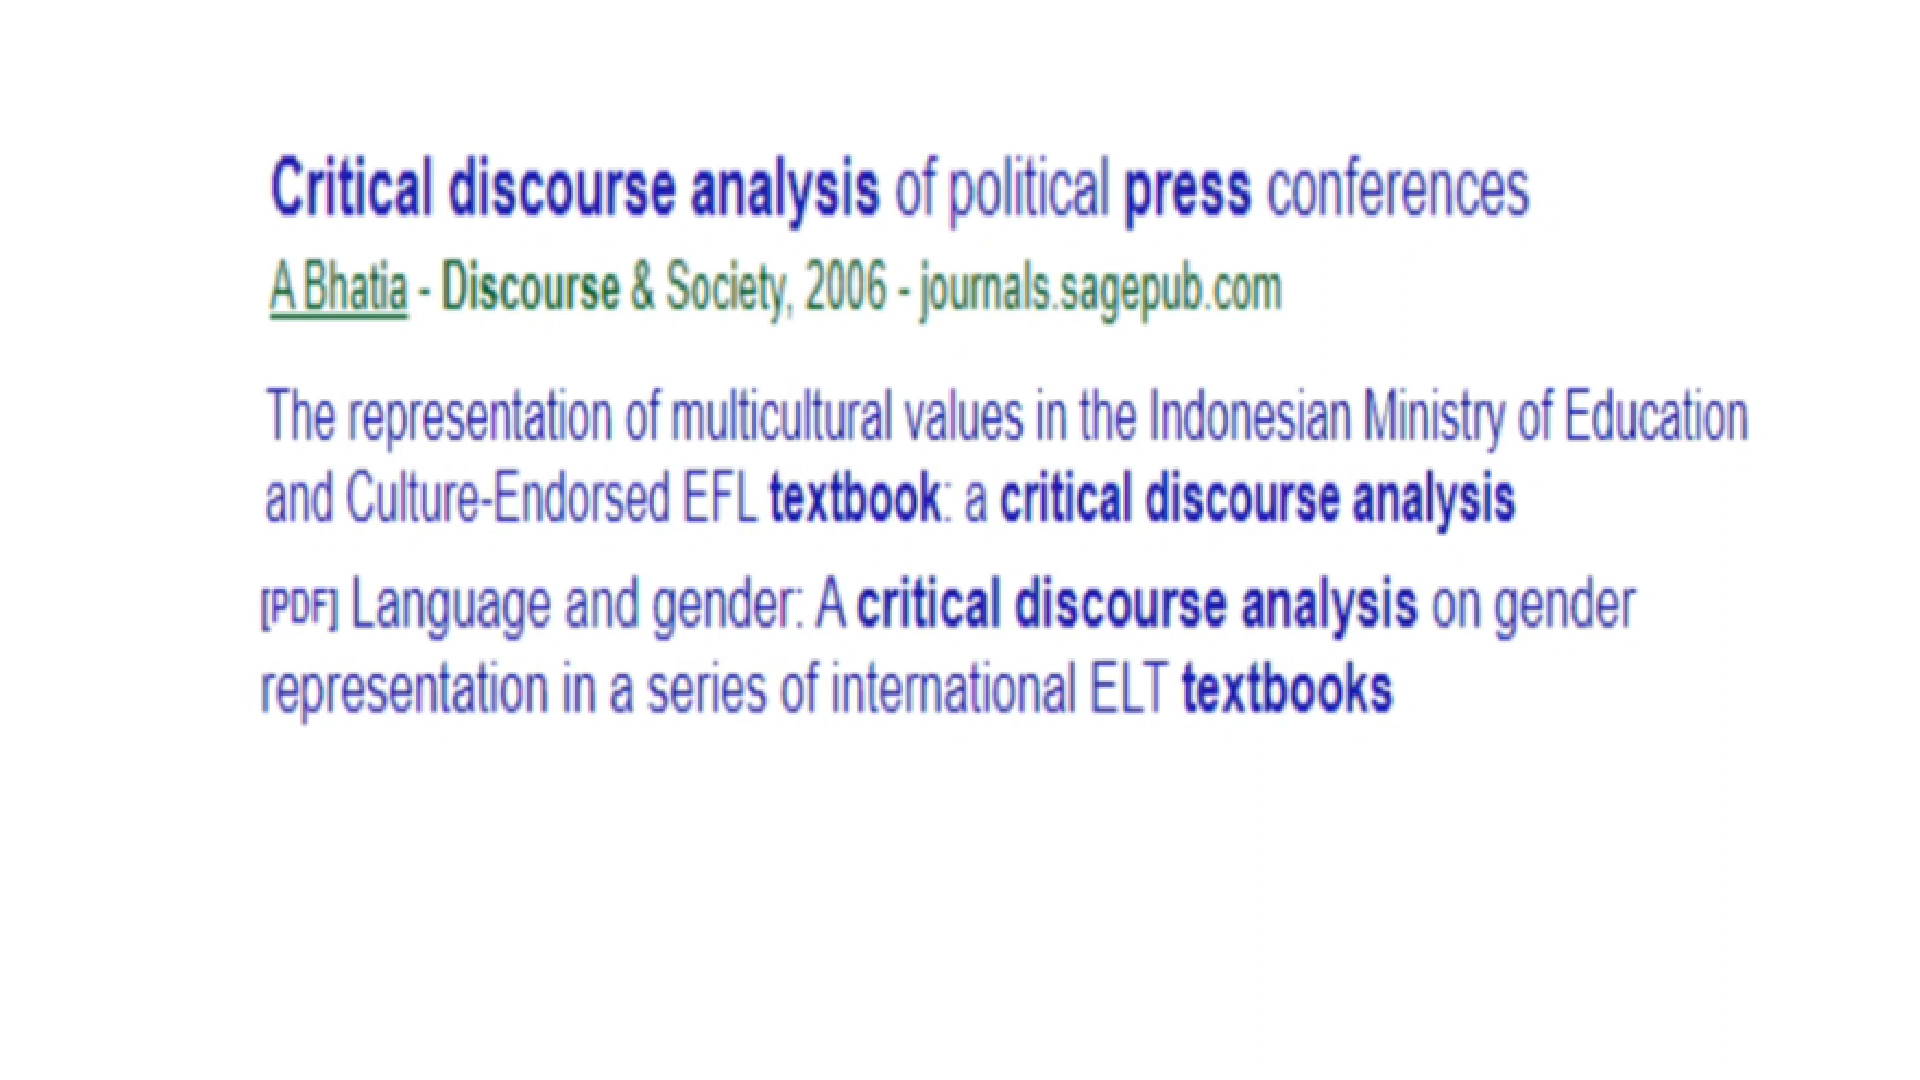 Critical discourse analysis of political press conferences
A Bhatia - Discourse & Society, 2006 - journals.sagepub.com
The representation of multicultural values in the Indonesian Ministry of Education
and Culture-Endorsed EFL textbook: a critical discourse analysis
[PDF] Language and gender: A critical discourse analysis on gender
representation in a series of international ELT textbooks